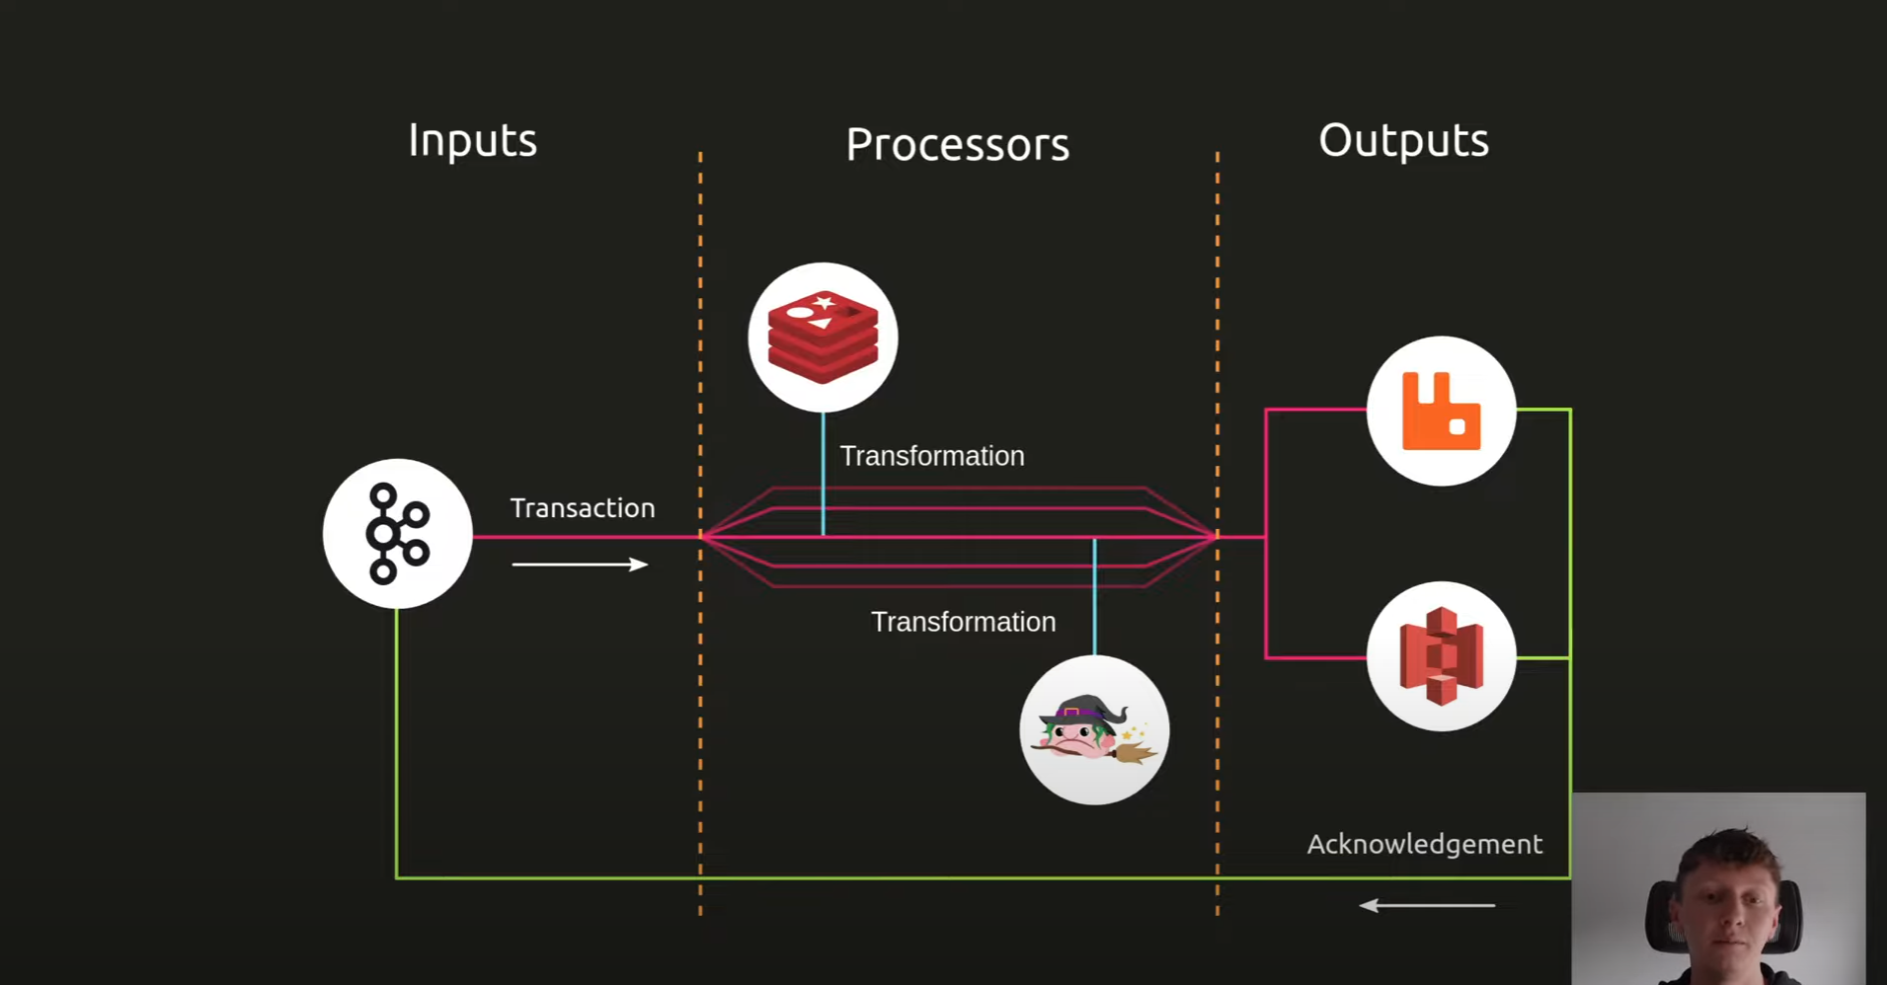 Inputs
Processors
Outputs
Transformation
Transaction
Transformation
Acknowledgement